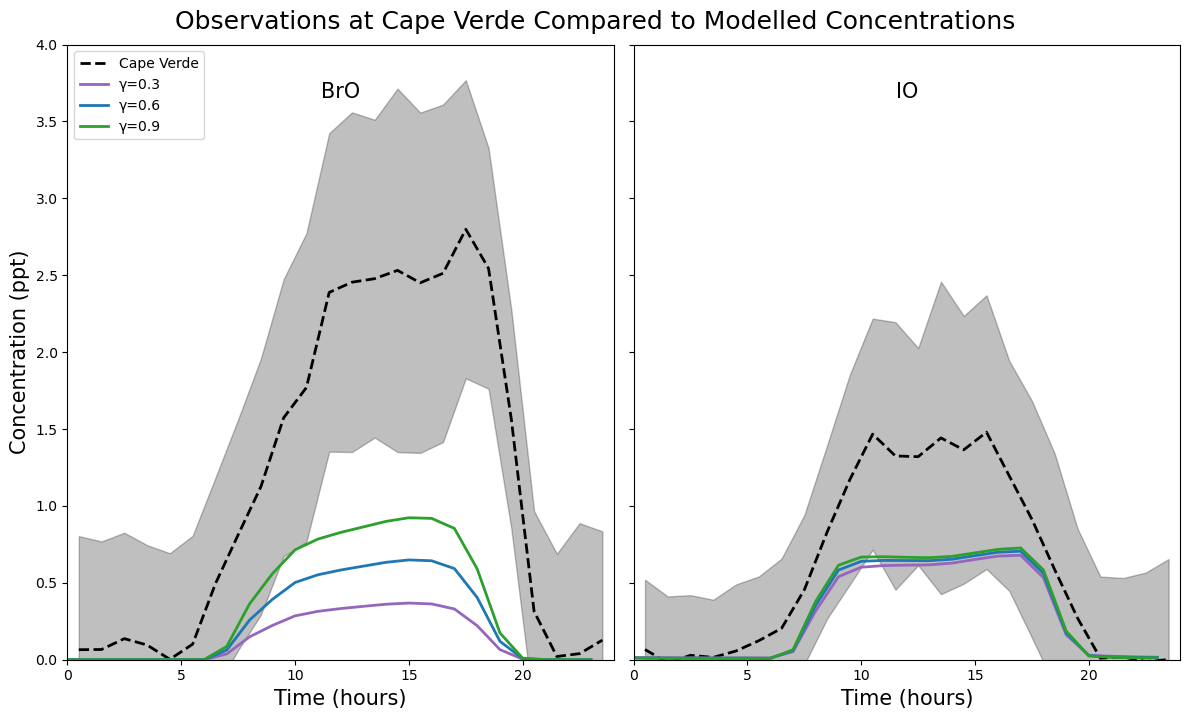 Observations at Cape Verde Compared to Modelled Concentrations
BrO
IO
Cape Verde
γ=0.3
γ=0.6
γ=0.9
Concentration (ppt)
4.0
3.5
3.0
2.5
2.0
1.5
1.0
0.5
0.0
0 5 10 15 20
0 5 10 15 20
Time (hours)
Time (hours)